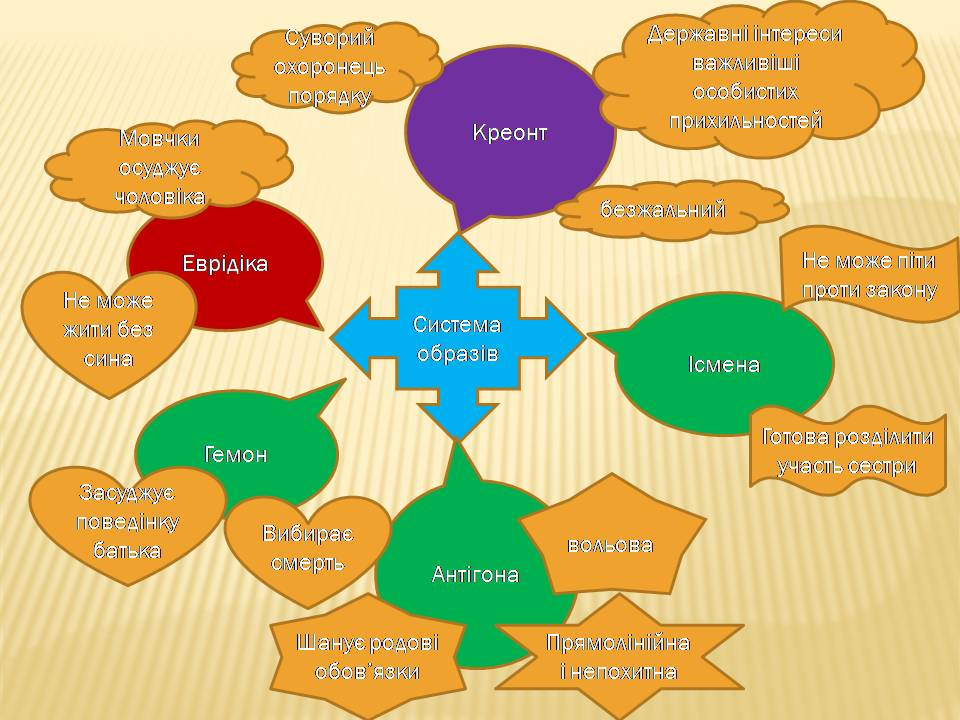 Суворий
охоронець
порядку
Креонт
Державні інтереси
важливіші
особистих
прихильностей
безжальний
Мовчки
осуджує
чоловіка
Еврідіка
Не може
жити без
сина
Система
образів
Не може піти
проти закону
Ісмена
Готова розділити
участь сестри
Гемон
Засуджує
поведінку
батька
Вибирає
смерть
Антігона
вольова
Шанує родові
обов᾽язки
Прямолінійна
і непохитна